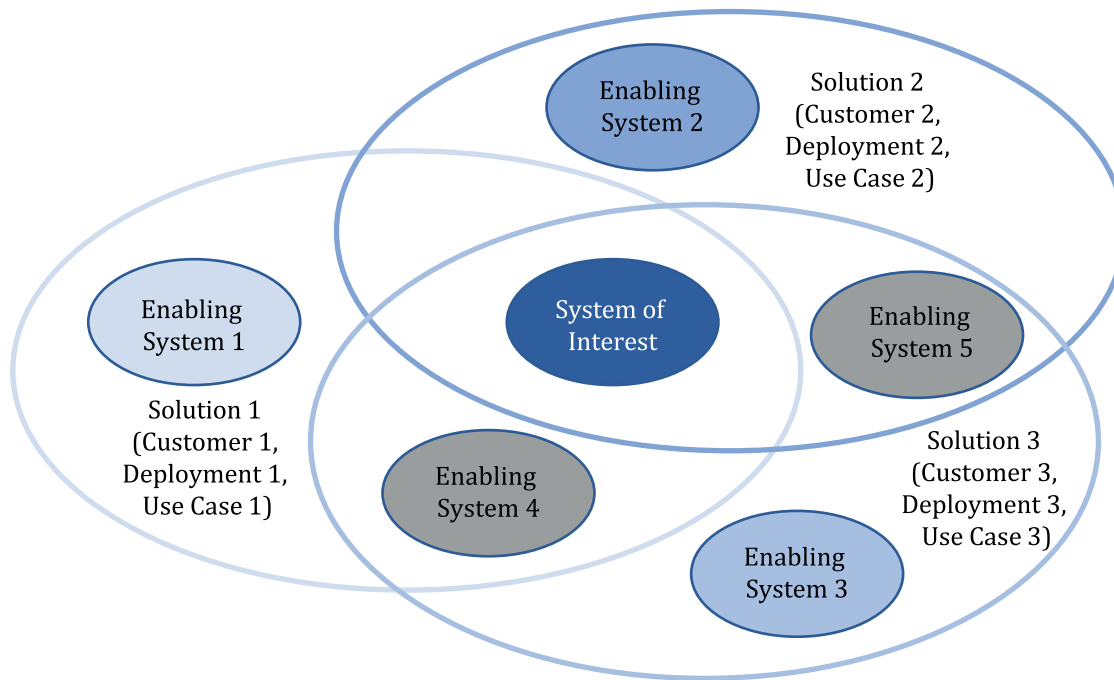 Enabling
System 2
Solution 2
(Customer 2,
Deployment 2,
Use Case 2)
Enabling
System 1
System of
Interest
Enabling
System 5
Solution 1
(Customer 1,
Deployment 1,
Use Case 1)
Enabling
System 4
Solution 3
(Customer 3,
Deployment 3,
Use Case 3)
Enabling
System 3